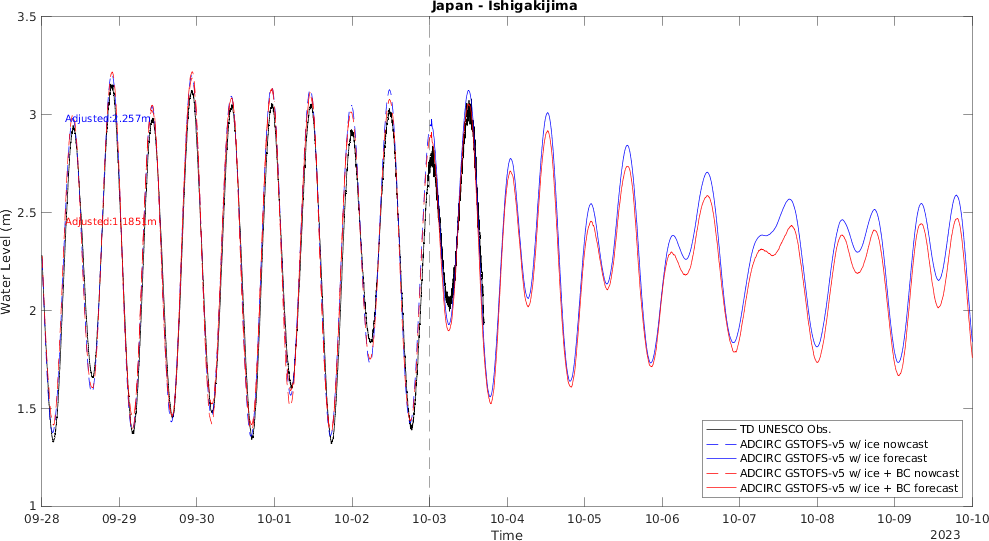 Japan - Ishigakijima
Water Level (m)
3.5
3
2.5
2
1.5
1
Adjusted:2.257m
Adjusted:1.1851m
TD UNESCO Obs.
ADCIRC GSTOFS-v5 w/ ice nowcast
ADCIRC GSTOFS-v5 w/ ice forecast
ADCIRC GSTOFS-v5 w/ ice + BC nowcast
ADCIRC GSTOFS-v5 w/ ice + BC forecast
09-28 09-29 09-30 10-01 10-02 10-03 10-04 10-05 10-06 10-07 10-08 10-09 10-10
Time
2023